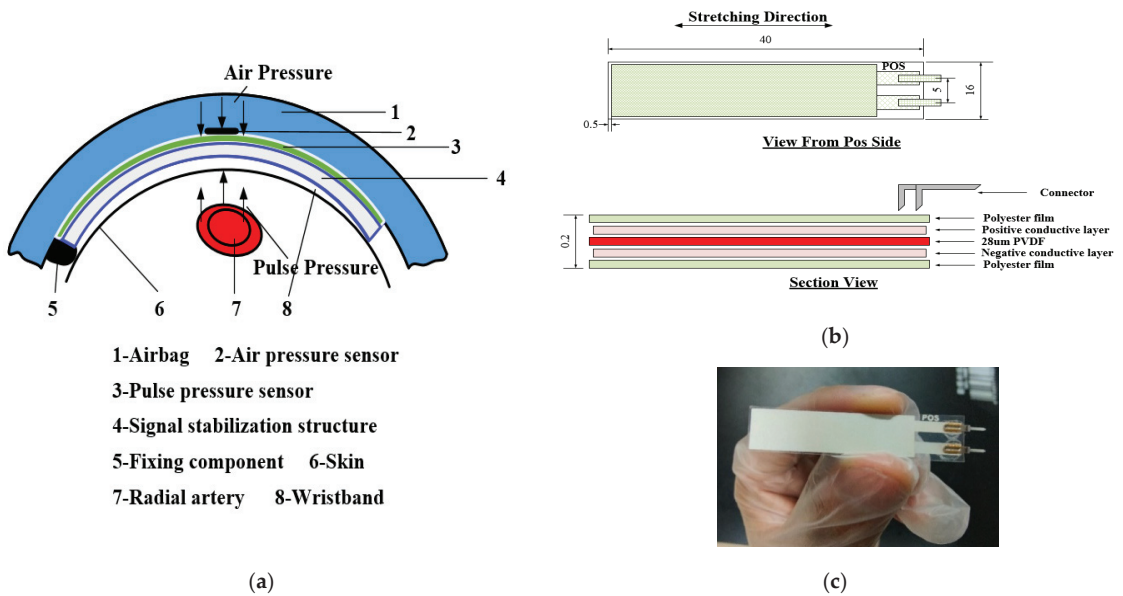 Air Pressure
1
2
3
4
Pulse Pressure
5
6
7
8
1-Airbag 2-Air pressure sensor
3-Pulse pressure sensor
4-Signal stabilization structure
5-Fixing component 6-Skin
7-Radial artery 8-Wristband
(a)
Stretching Direction
40
POS
5
16
0.5
View From Pos Side
Connector
Polyester film
Positive conductive layer
28um PVDF
Negative conductive layer
Polyester film
0.2
Section View
(b)
POS
(c)